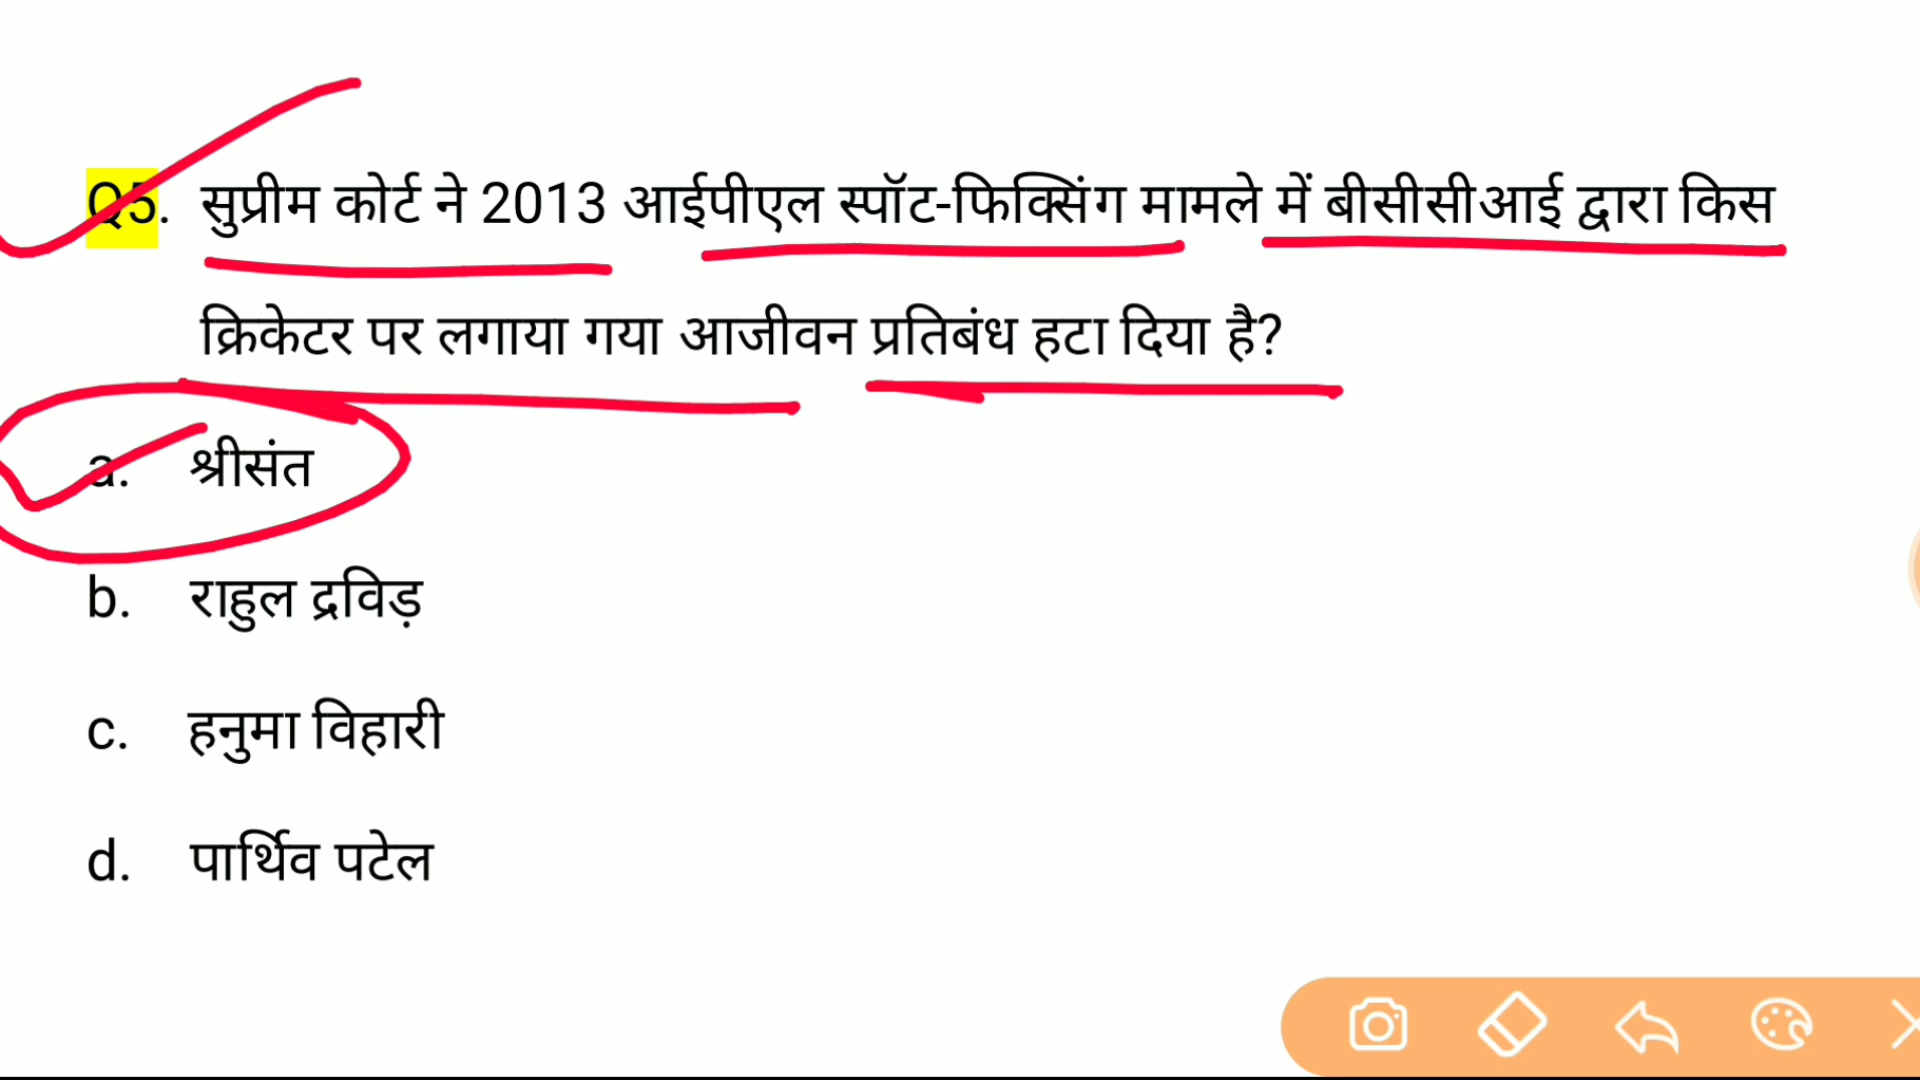 Q5. सुप्रीम कोर्ट ने 2013 आईपीएल स्पॉट-फिक्सिंग मामले में बीसीसीआई द्वारा किस
क्रिकेटर पर लगाया गया आजीवन प्रतिबंध हटा दिया है?
a. श्रीसंत
b. राहुल द्रविड़
c. हनुमा विहारी
d. पार्थिव पटेल